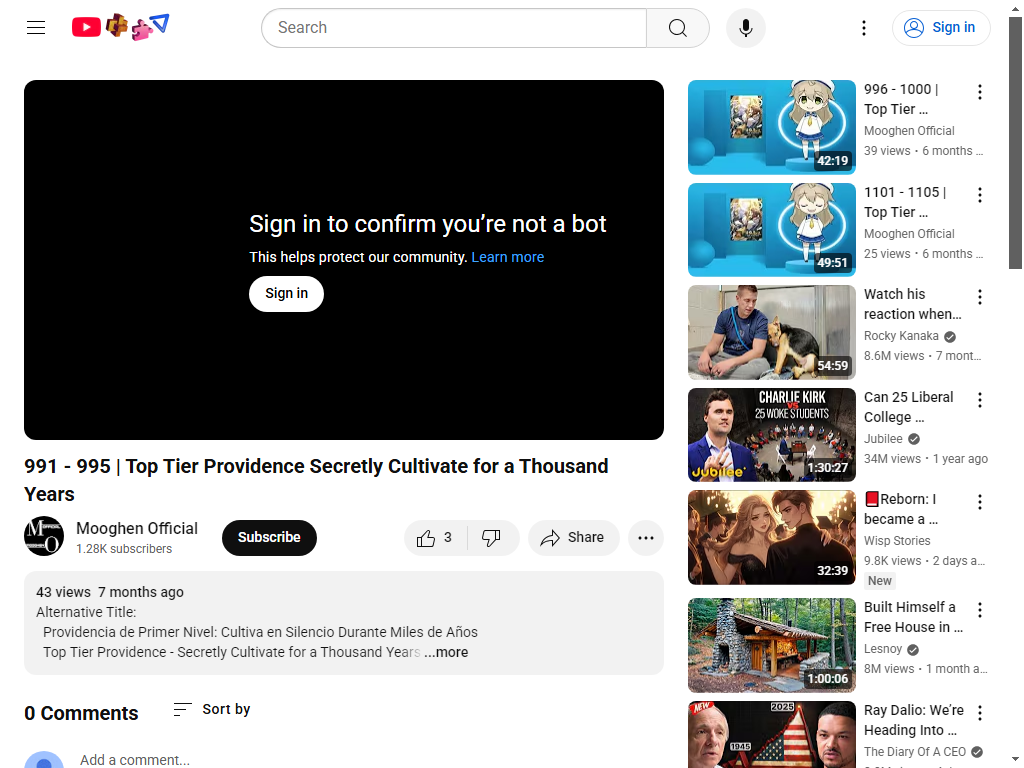 Search
Sign in
Sign in to confirm you’re not a bot
This helps protect our community. Learn more
Sign in
991 - 995 | Top Tier Providence Secretly Cultivate for a Thousand
Years
Mooghen Official
1.28K subscribers
Subscribe
3
Share
43 views 7 months ago
Alternative Title:
Providencia de Primer Nivel: Cultiva en Silencio Durante Miles de Años
Top Tier Providence - Secretly Cultivate for a Thousand Years ...more
0 Comments
Sort by
Add a comment...
42:19
996 - 1000 |
Top Tier ...
Mooghen Official
39 views • 6 months ...
49:51
1101 - 1105 |
Top Tier ...
Mooghen Official
25 views • 6 months ...
54:59
Watch his
reaction when...
Rocky Kanaka
8.6M views • 7 mont...
CHARLIE KIRK
VS
25 WOKE STUDENTS
Jubilee
1:30:27
Can 25 Liberal
College ...
Jubilee
34M views • 1 year ago
32:39
📕Reborn: I
became a ...
Wisp Stories
9.8K views • 2 days a...
New
1:00:06
Built Himself a
Free House in ...
Lesnoy
8M views • 1 month a...
NEW
2025
1945
Ray Dalio: We’re
Heading Into ...
The Diary Of A CEO